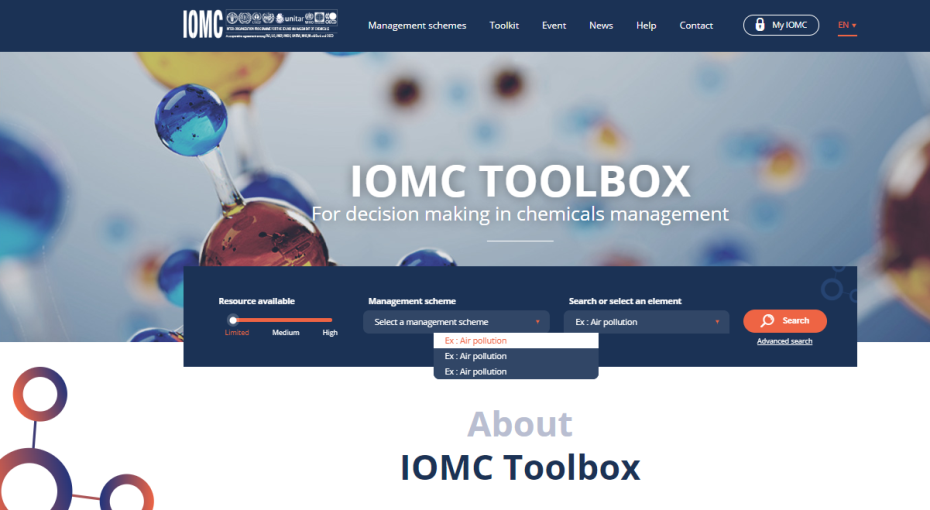 IOMC
unitar
Management schemes
Toolkit
Event
News
Help
Contact
My IOMC
EN
IOMC TOOLBOX
For decision making in chemicals management
Resource available
Limited
Medium
High
Management scheme
Select a management scheme
Ex : Air pollution
Ex : Air pollution
Ex : Air pollution
Search or select an element
Ex : Air pollution
Search
Advanced search
About
IOMC Toolbox